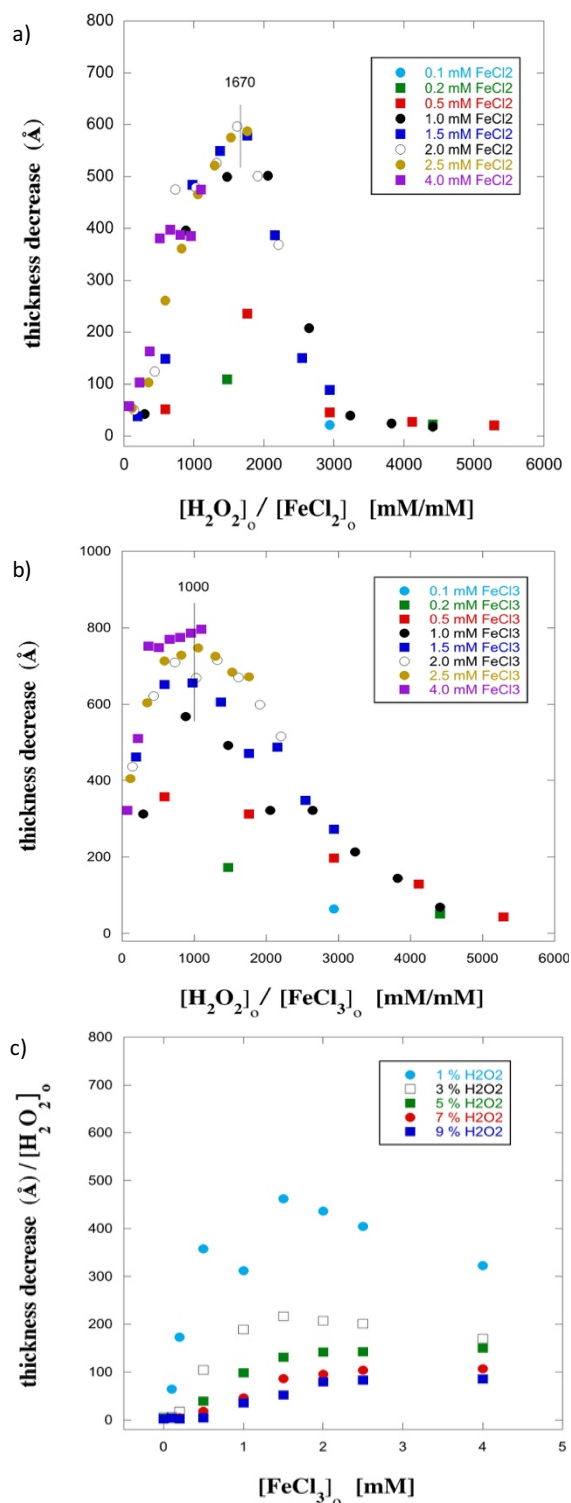 a)
800
700
600
500
400
300
200
100
0
thickness decrease (Å)
1670
0.1 mM FeCl2
0.2 mM FeCl2
0.5 mM FeCl2
1.0 mM FeCl2
1.5 mM FeCl2
2.0 mM FeCl2
2.5 mM FeCl2
4.0 mM FeCl2
0 1000 2000 3000 4000 5000 6000
[H₂O₂]ₒ / [FeCl₂]ₒ [mM/mM]
b)
1000
800
600
400
200
0
thickness decrease (Å)
1000
0.1 mM FeCl3
0.2 mM FeCl3
0.5 mM FeCl3
1.0 mM FeCl3
1.5 mM FeCl3
2.0 mM FeCl3
2.5 mM FeCl3
4.0 mM FeCl3
0 1000 2000 3000 4000 5000 6000
[H₂O₂]ₒ / [FeCl₃]ₒ [mM/mM]
c)
800
700
600
500
400
300
200
100
0
thickness decrease (Å) / [H₂O₂]ₒ
1 % H2O2
3 % H2O2
5 % H2O2
7 % H2O2
9 % H2O2
0 1 2 3 4 5
[FeCl₃]ₒ [mM]